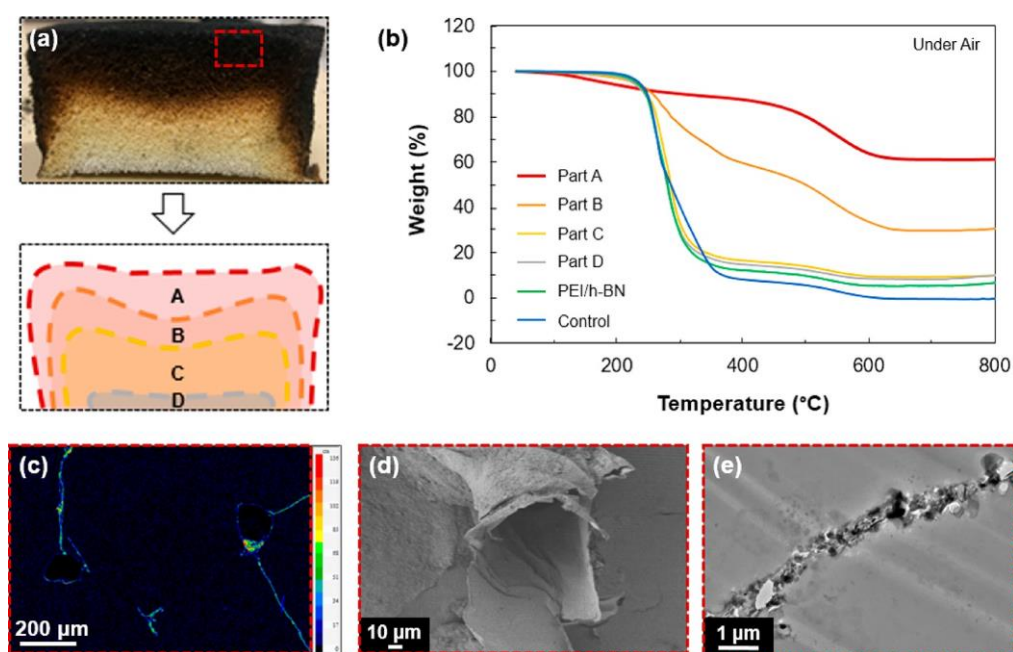 (a)
A
B
C
D
(b)
Under Air
120
100
80
60
40
20
0
-20
Weight (%)
Part A
Part B
Part C
Part D
PEI/h-BN
Control
0
200
400
600
800
Temperature (°C)
(c)
200 µm
(d)
10 µm
(e)
1 µm